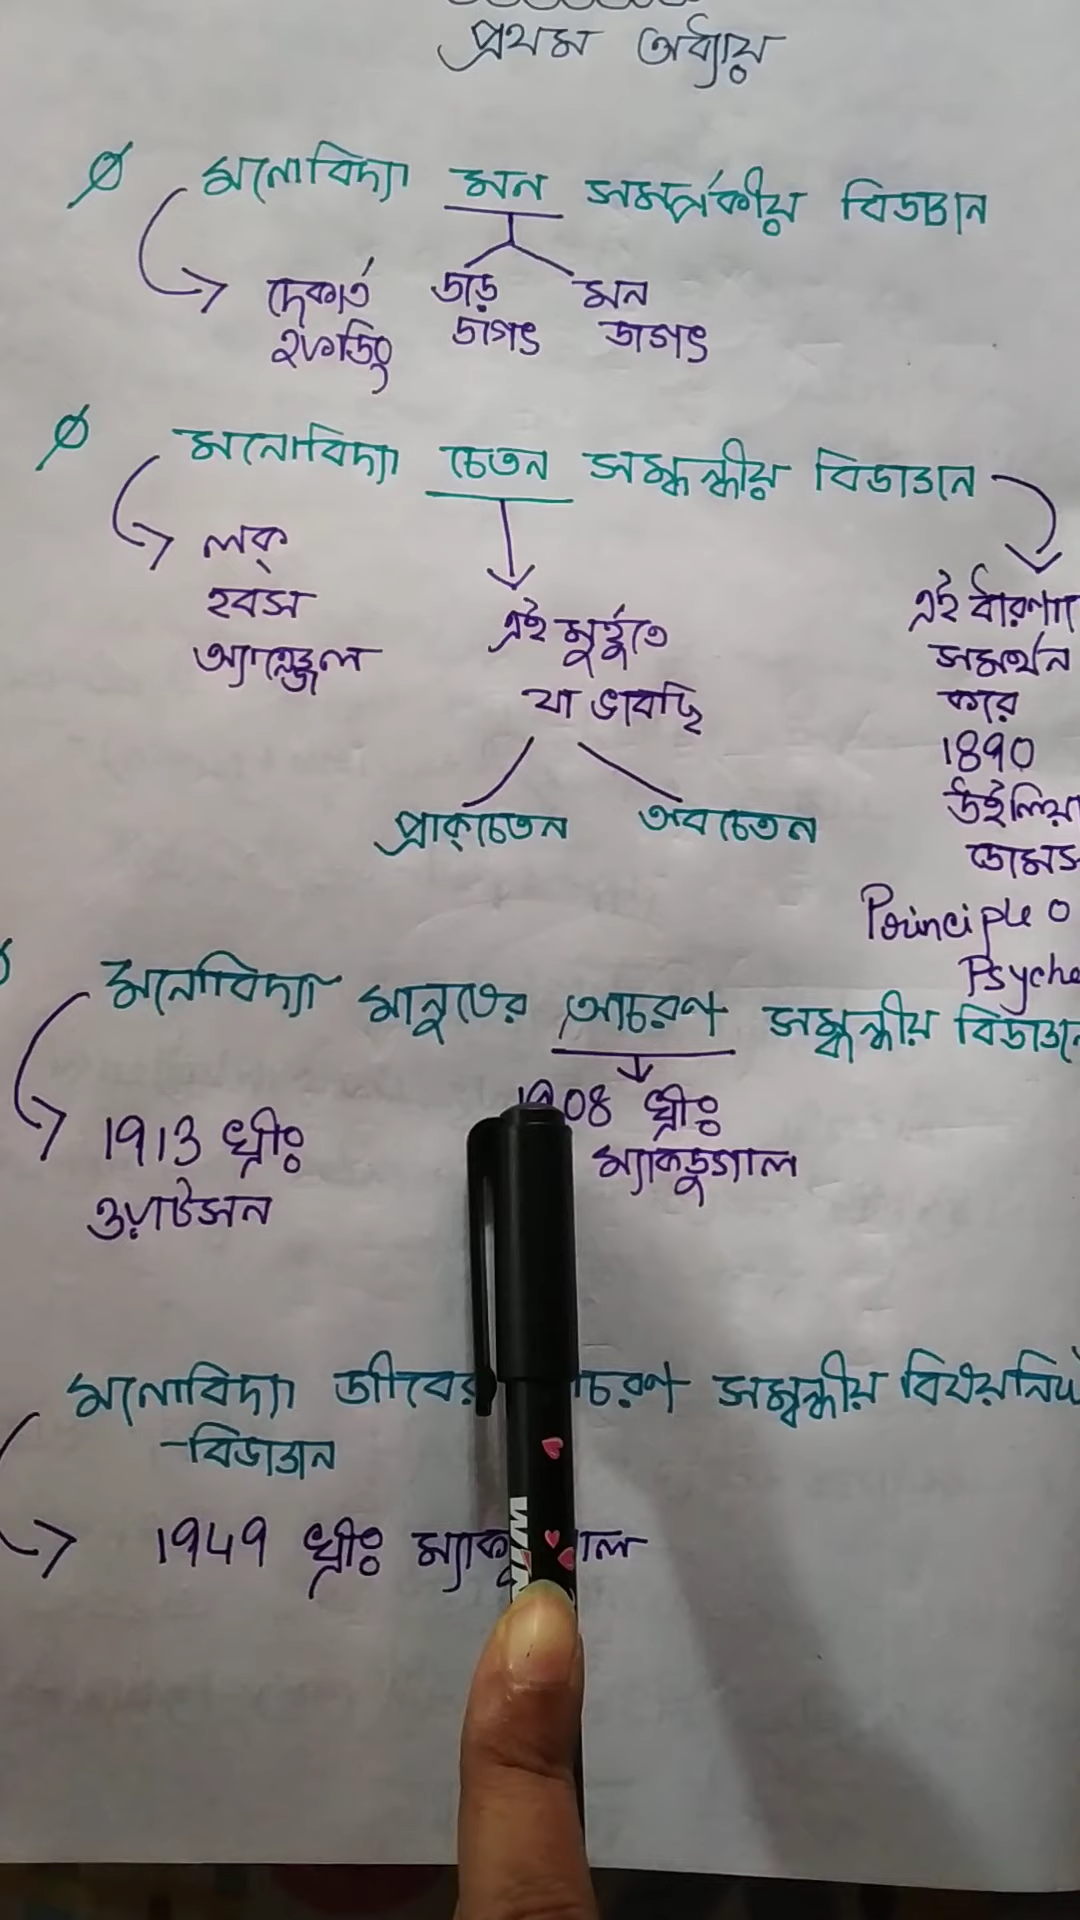 প্রথম অধ্যায়
মনোবিদ্যা মন সম্পর্কীয় বিজ্ঞান
দেকার্ত জড় মন
হফডিং জগৎ জগৎ
মনোবিদ্যা চেতন সম্বন্ধীয় বিজ্ঞান
লক্
হবস
অ্যাঞ্জেল
এই মুর্হুতে
যা ভাবছি
প্রাক্চেতন অবচেতন
এই ধারণা
সমর্থন
করে
1890
উইলিয়া
জেমস
Principle o
Psycho
মনোবিদ্যা মানুষের আচরণ সম্বন্ধীয় বিজ্ঞান
1913 খ্রীঃ
ওয়াটসন
1908 খ্রীঃ
ম্যাকডুগাল
মনোবিদ্যা জীবের চরণ সম্বন্ধীয় বিষয়নি
-বিজ্ঞান
1949 খ্রীঃ